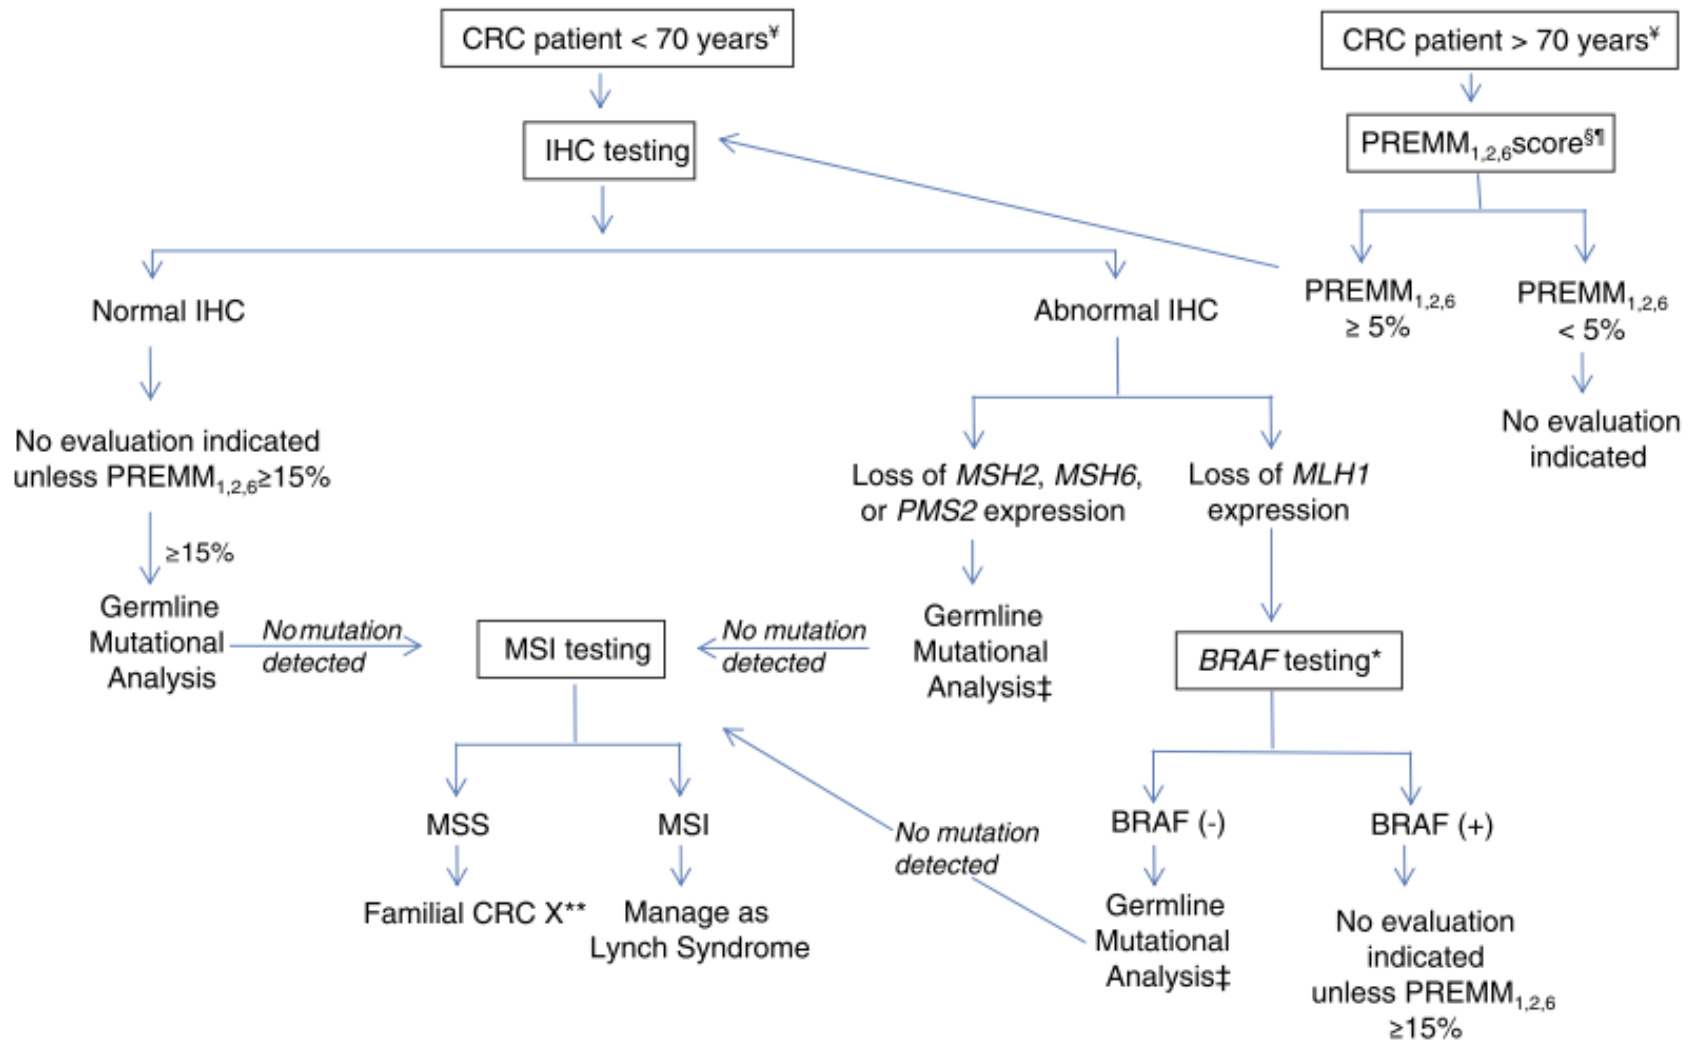 CRC patient < 70 years¥
CRC patient > 70 years¥
IHC testing
PREMM1,2,6score§¶
Normal IHC
Abnormal IHC
PREMM1,2,6
≥ 5%
PREMM1,2,6
< 5%
No evaluation indicated
unless PREMM1,2,6≥15%
Loss of MSH2, MSH6,
or PMS2 expression
Loss of MLH1
expression
No evaluation
indicated
≥15%
Germline
Mutational
Analysis
No mutation
detected
MSI testing
No mutation
detected
Germline
Mutational
Analysis‡
BRAF testing*
MSS
MSI
No mutation
detected
BRAF (-)
BRAF (+)
Familial CRC X**
Manage as
Lynch Syndrome
Germline
Mutational
Analysis‡
No evaluation
indicated
unless PREMM1,2,6
≥15%